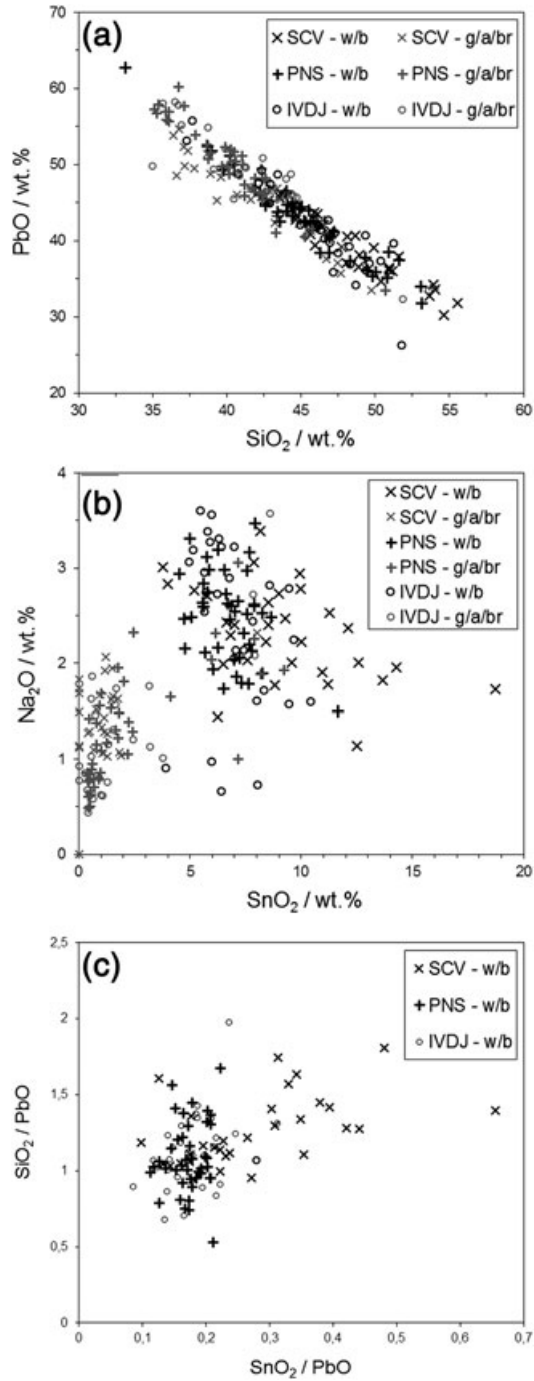 (a)
SCV - w/b
SCV - g/a/br
PNS - w/b
PNS - g/a/br
IVDJ - w/b
IVDJ - g/a/br
70
60
50
40
30
20
PbO / wt.%
30 35 40 45 50 55 60
SiO₂ / wt.%
(b)
SCV - w/b
SCV - g/a/br
PNS - w/b
PNS - g/a/br
IVDJ - w/b
IVDJ - g/a/br
4
3
2
1
0
Na₂O / wt.%
0 5 10 15 20
SnO₂ / wt.%
(c)
SCV - w/b
PNS - w/b
IVDJ - w/b
2,5
2
1,5
1
0,5
0
SiO₂ / PbO
0 0,1 0,2 0,3 0,4 0,5 0,6 0,7
SnO₂ / PbO